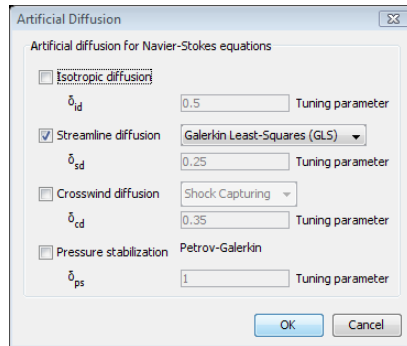 Artificial Diffusion
Artificial diffusion for Navier-Stokes equations
Isotropic diffusion
δid 0.5 Tuning parameter
Streamline diffusion Galerkin Least-Squares (GLS)
δsd 0.25 Tuning parameter
Crosswind diffusion Shock Capturing
δcd 0.35 Tuning parameter
Pressure stabilization Petrov-Galerkin
δps 1 Tuning parameter
OK Cancel